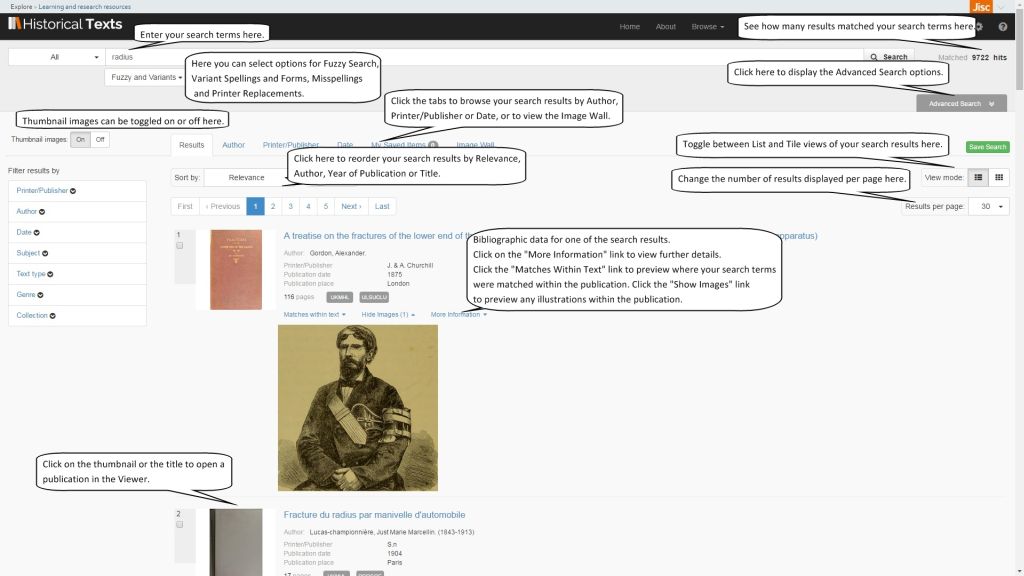 Explore › Learning and research resources
Jisc
Historical Texts
Home About Browse
See how many results matched your search terms here.
Enter your search terms here.
All radius Search Matched 9722 hits
Fuzzy and Variants
Here you can select options for Fuzzy Search,
Variant Spellings and Forms, Misspellings
and Printer Replacements.
Click here to display the Advanced Search options.
Advanced Search
Click the tabs to browse your search results by Author,
Printer/Publisher or Date, or to view the Image Wall.
Thumbnail images can be toggled on or off here.
Thumbnail images: On Off
Results Author Printer/Publisher Date My Saved Items 0 Image Wall
Toggle between List and Tile views of your search results here.
Save Search
Click here to reorder your search results by Relevance,
Author, Year of Publication or Title.
Sort by: Relevance
Change the number of results displayed per page here.
View mode:
Results per page: 30
Filter results by
Printer/Publisher
Author
Date
Subject
Text type
Genre
Collection
First ‹ Previous 1 2 3 4 5 Next › Last
1
A treatise on the fractures of the lower end of apparatus)
Author: Gordon, Alexander.
Printer/Publisher J. & A. Churchill
Publication date 1875
Publication place London
116 pages UKMHL ULSUCLU
Matches within text Hide Images (1) More Information
Bibliographic data for one of the search results.
Click on the "More Information" link to view further details.
Click the "Matches Within Text" link to preview where your search terms
were matched within the publication. Click the "Show Images" link
to preview any illustrations within the publication.
Click on the thumbnail or the title to open a
publication in the Viewer.
2
Fracture du radius par manivelle d'automobile
Author: Lucas-championnière, Just Marie Marcellin. (1843-1913)
Printer/Publisher S.n
Publication date 1904
Publication place Paris
17 pages